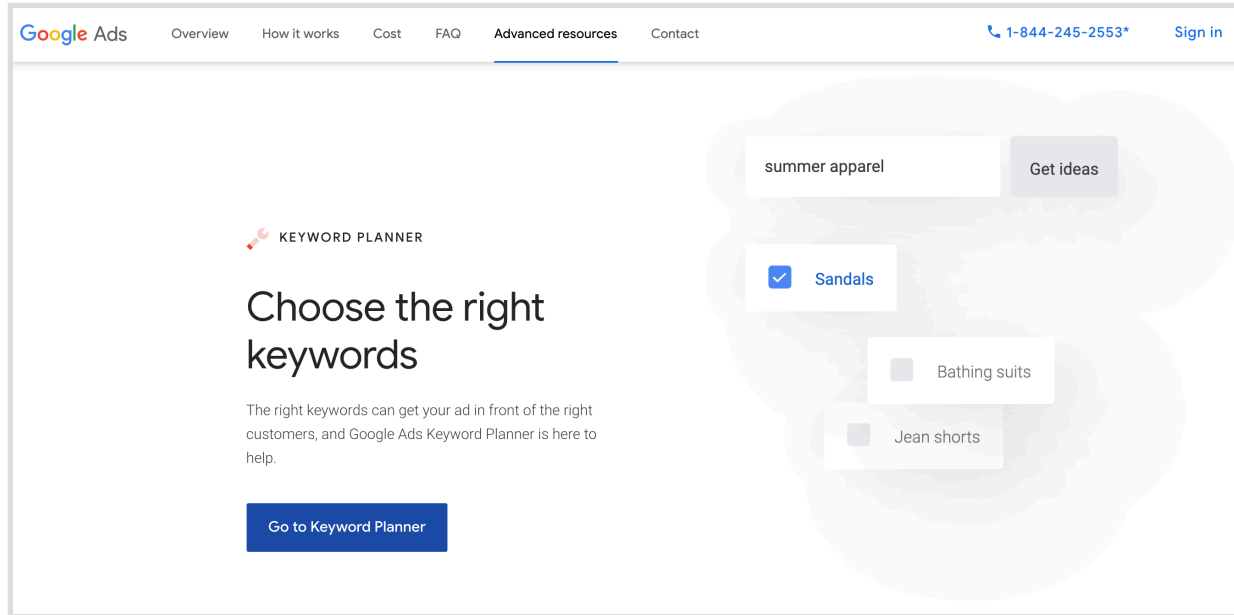 Google Ads Overview How it works Cost FAQ Advanced resources Contact 1-844-245-2553* Sign in
KEYWORD PLANNER
Choose the right
keywords
The right keywords can get your ad in front of the right
customers, and Google Ads Keyword Planner is here to
help.
Go to Keyword Planner
summer apparel Get ideas
Sandals
Bathing suits
Jean shorts